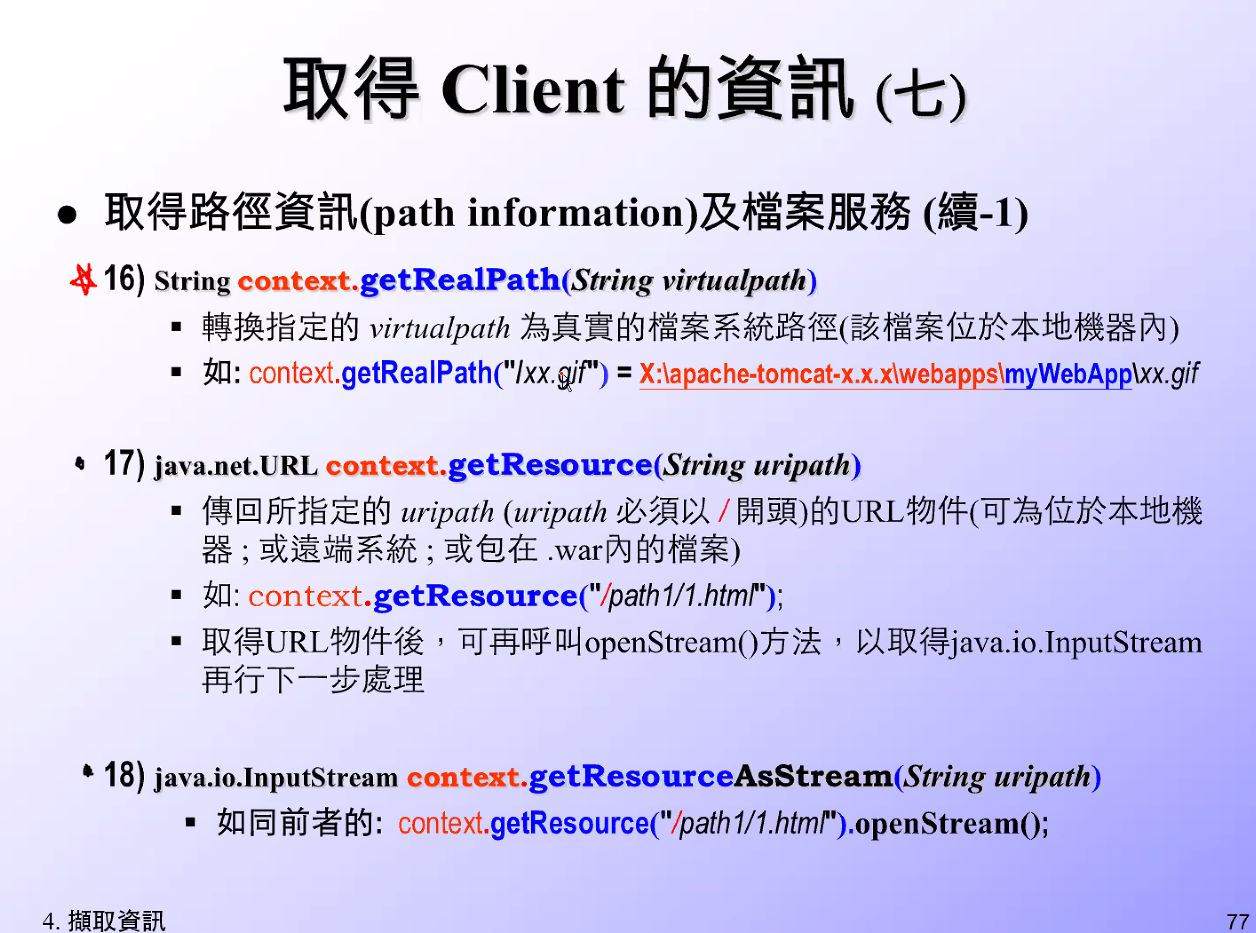 取得 Client 的資訊 (七)
● 取得路徑資訊(path information)及檔案服務 (續-1)
16) String context.getRealPath(String virtualpath)
▪ 轉換指定的 virtualpath 為真實的檔案系統路徑(該檔案位於本地機器內)
▪ 如: context.getRealPath("/xx.gif") = X:\apache-tomcat-x.x.x\webapps\myWebApp\xx.gif
17) java.net.URL context.getResource(String uripath)
▪ 傳回所指定的 uripath (uripath 必須以 / 開頭)的URL物件(可為位於本地機
器 ; 或遠端系統 ; 或包在 .war內的檔案)
▪ 如: context.getResource("/path1/1.html");
▪ 取得URL物件後，可再呼叫openStream()方法，以取得java.io.InputStream
再行下一步處理
18) java.io.InputStream context.getResourceAsStream(String uripath)
▪ 如同前者的: context.getResource("/path1/1.html").openStream();
4. 擷取資訊
77